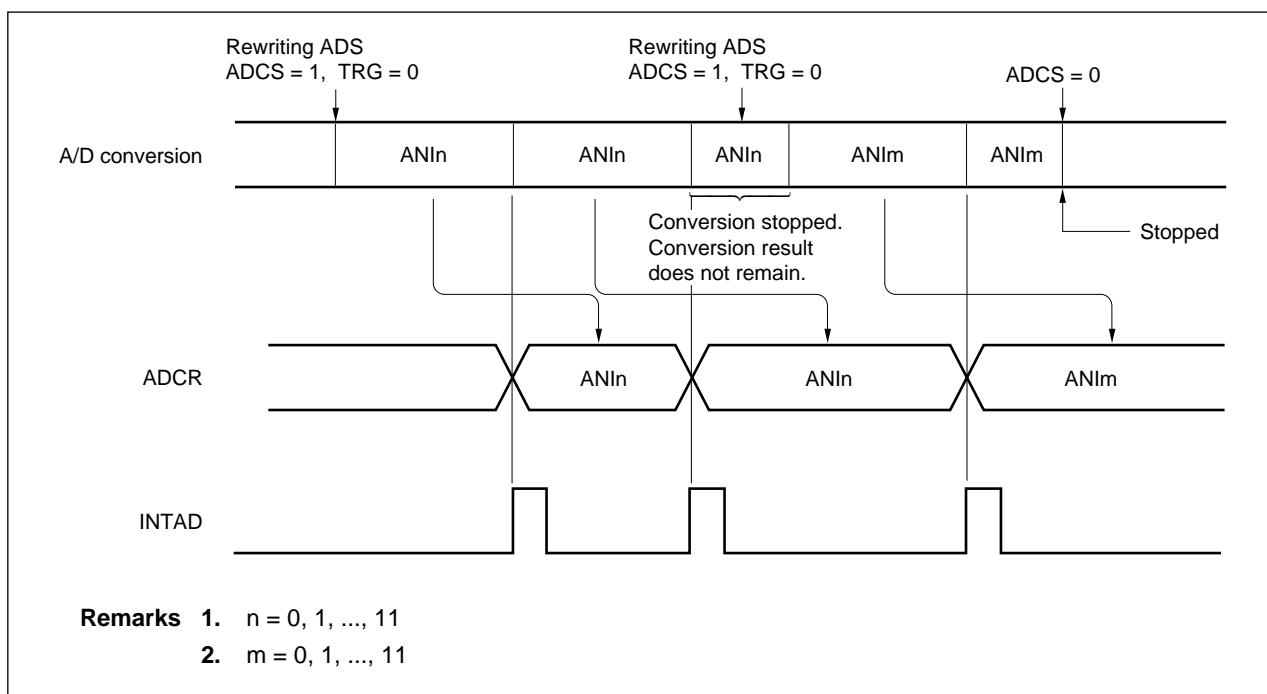 Rewriting ADS
ADCS = 1, TRG = 0
Rewriting ADS
ADCS = 1, TRG = 0
ADCS = 0
A/D conversion
ANIn
ANIn
ANIn
ANIm
ANIm
Conversion stopped.
Conversion result
does not remain.
Stopped
ADCR
ANIn
ANIn
ANIm
INTAD
Remarks 1. n = 0, 1, ..., 11
2. m = 0, 1, ..., 11